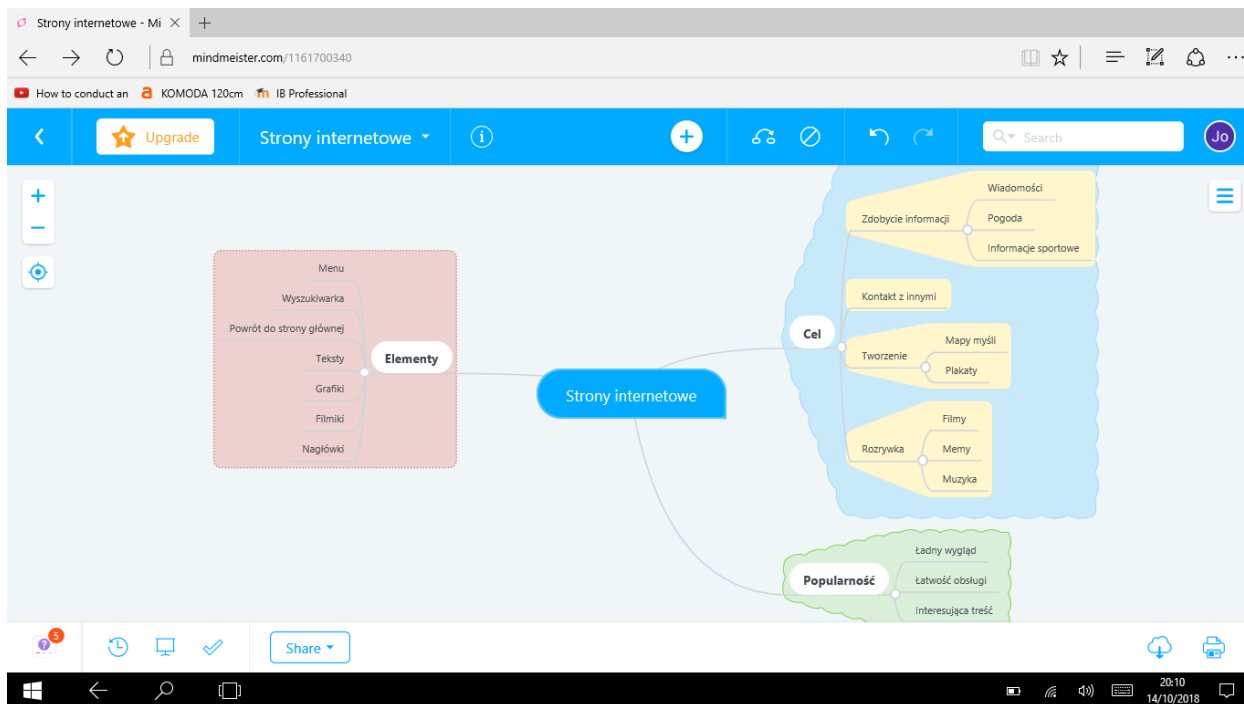 Strony internetowe - Mi
mindmeister.com/1161700340
How to conduct an
KOMODA 120cm
IB Professional
Upgrade
Strony internetowe
Search
Jo
Menu
Wyszukiwarka
Powrót do strony głównej
Teksty
Grafiki
Filmiki
Nagłówki
Elementy
Strony internetowe
Cel
Zdobycie informacji
Wiadomości
Pogoda
Informacje sportowe
Kontakt z innymi
Tworzenie
Mapy myśli
Plakaty
Rozrywka
Filmy
Memy
Muzyka
Popularność
Ładny wygląd
Łatwość obsługi
Interesująca treść
5
Share
20:10
14/10/2018